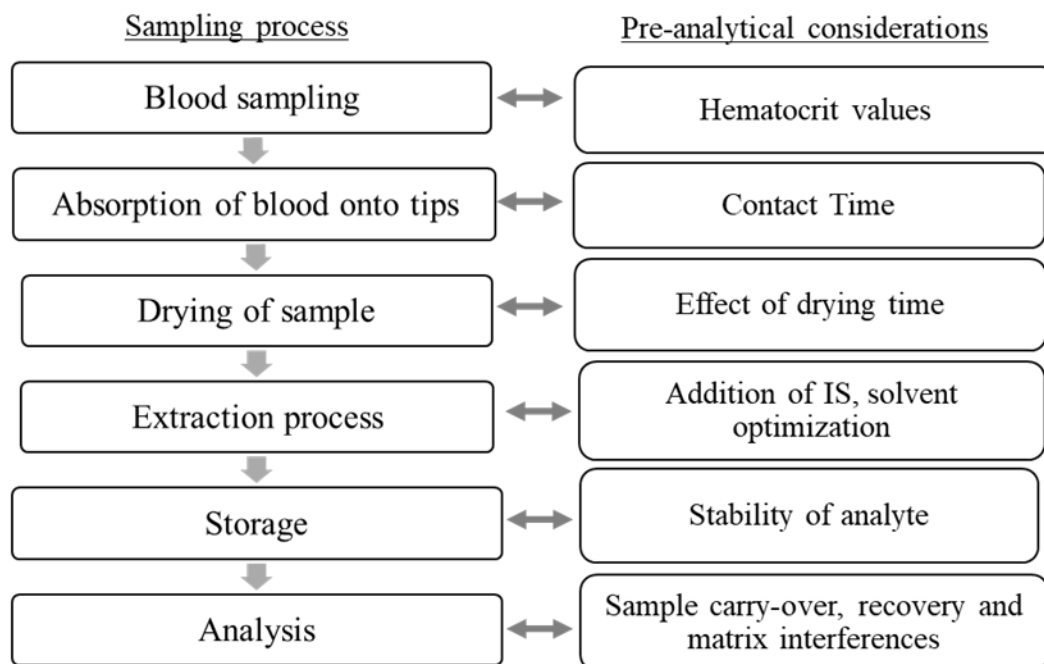 Sampling process
Pre-analytical considerations
Blood sampling
Hematocrit values
Absorption of blood onto tips
Contact Time
Drying of sample
Effect of drying time
Extraction process
Addition of IS, solvent
optimization
Storage
Stability of analyte
Analysis
Sample carry-over, recovery and
matrix interferences